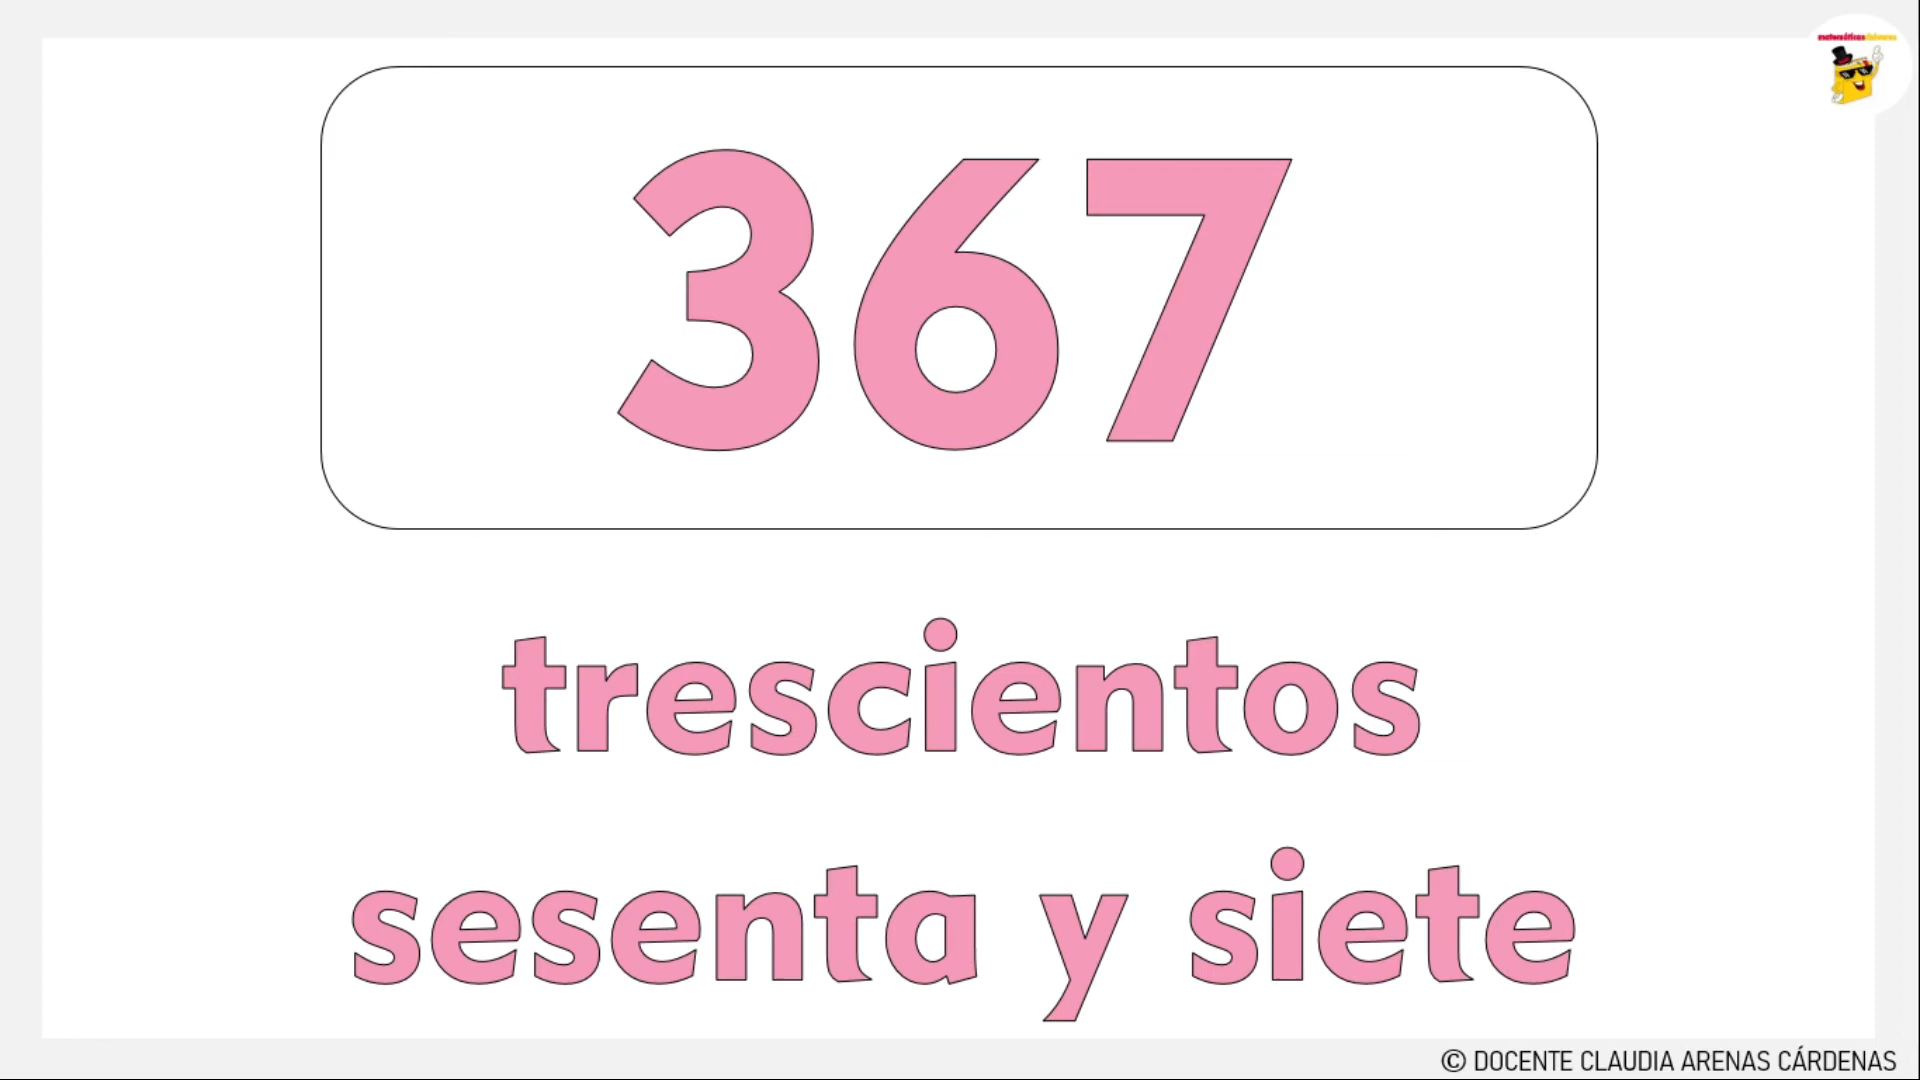 367
trescientos
sesenta y siete
© DOCENTE CLAUDIA ARENAS CÁRDENAS